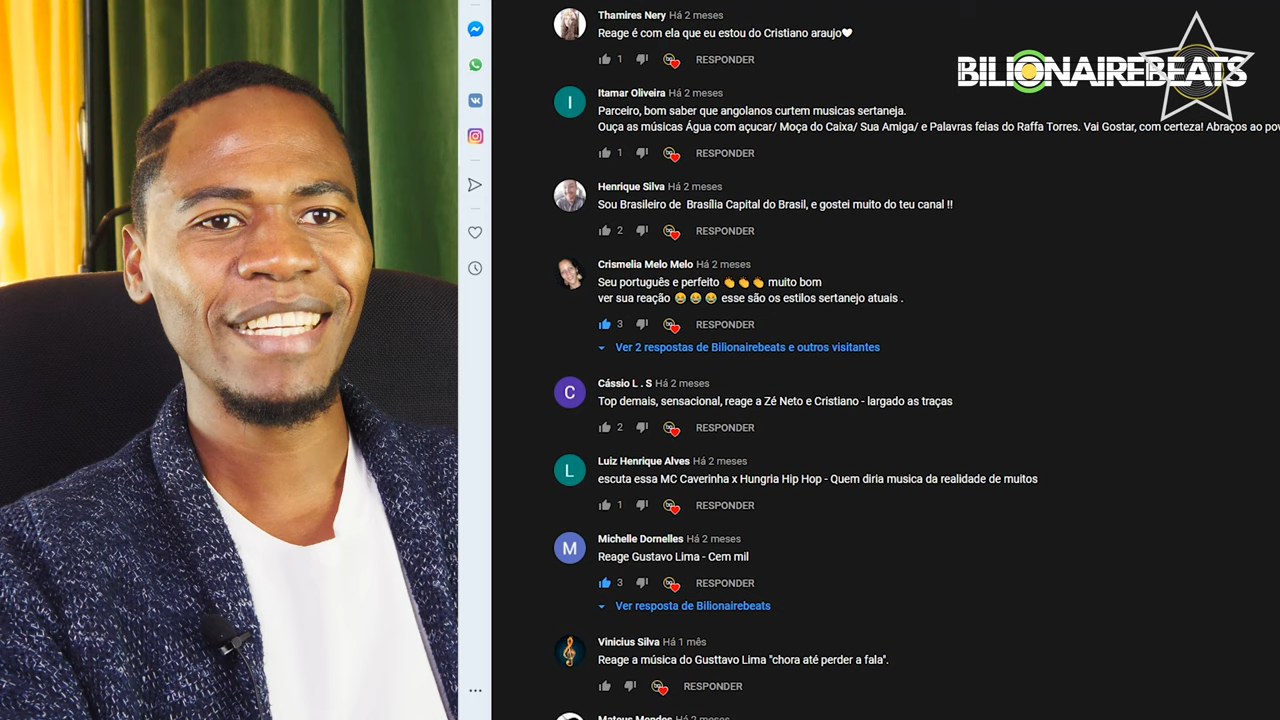 Thamires Nery Há 2 meses
Reage é com ela que eu estou do Cristiano araujo
1 RESPONDER
BILIONAIREBEATS
Itamar Oliveira Há 2 meses
Parceiro, bom saber que angolanos curtem musicas sertaneja.
Ouça as músicas Água com açucar/ Moça do Caixa/ Sua Amiga/ e Palavras feias do Raffa Torres. Vai Gostar, com certeza! Abraços ao pov
1 RESPONDER
I
Henrique Silva Há 2 meses
Sou Brasileiro de Brasília Capital do Brasil, e gostei muito do teu canal !!
2 RESPONDER
Crismelia Melo Melo Há 2 meses
Seu português e perfeito 👏 👏 👏 muito bom
ver sua reação 😂 😂 😂 esse são os estilos sertanejo atuais .
3 RESPONDER
Ver 2 respostas de Bilionairebeats e outros visitantes
C
Cássio L . S Há 2 meses
Top demais, sensacional, reage a Zé Neto e Cristiano - largado as traças
2 RESPONDER
L
Luiz Henrique Alves Há 2 meses
escuta essa MC Caverinha x Hungria Hip Hop - Quem diria musica da realidade de muitos
1 RESPONDER
M
Michelle Dornelles Há 2 meses
Reage Gustavo Lima - Cem mil
3 RESPONDER
Ver resposta de Bilionairebeats
Vinicius Silva Há 1 mês
Reage a música do Gusttavo Lima "chora até perder a fala".
RESPONDER
Mateus Mendes Há 2 meses